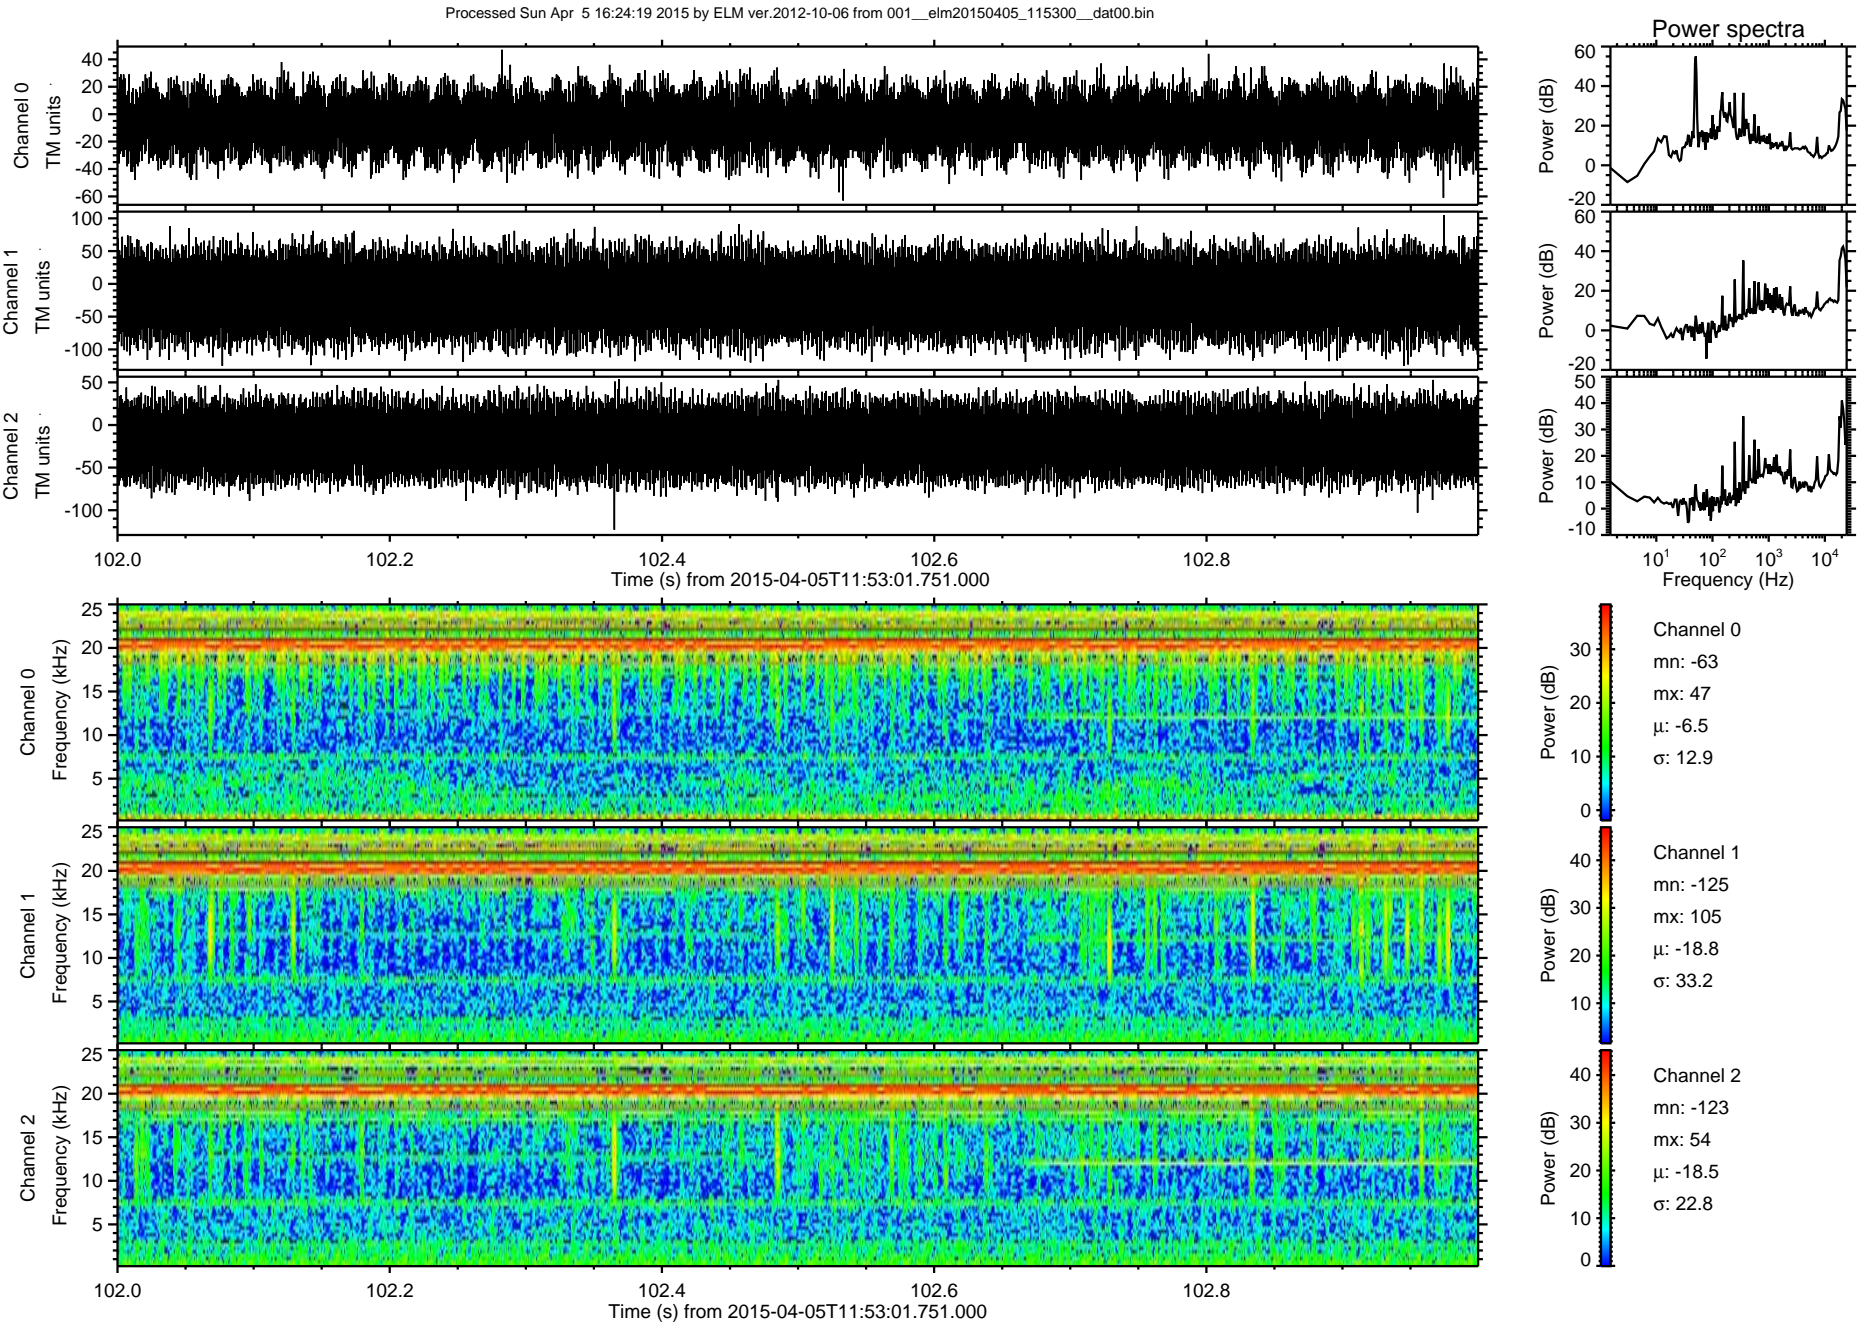 Processed Sun Apr 5 16:24:19 2015 by ELM ver.2012-10-06 from 001__elm20150405_115300__dat00.bin
Power spectra
Channel 0
TM units
40
20
0
-20
-40
-60
Power (dB)
60
40
20
0
-20
Channel 1
TM units
100
50
0
-50
-100
Power (dB)
60
40
20
0
-20
Channel 2
TM units
50
0
-50
-100
Power (dB)
50
40
30
20
10
0
-10
102.0 102.2 102.4 102.6 102.8
Time (s) from 2015-04-05T11:53:01.751.000
10^1 10^2 10^3 10^4
Frequency (Hz)
Channel 0
Frequency (kHz)
25
20
15
10
5
Power (dB)
30
20
10
0
Channel 0
mn: -63
mx: 47
μ: -6.5
σ: 12.9
Channel 1
Frequency (kHz)
25
20
15
10
5
Power (dB)
40
30
20
10
Channel 1
mn: -125
mx: 105
μ: -18.8
σ: 33.2
Channel 2
Frequency (kHz)
25
20
15
10
5
Power (dB)
40
30
20
10
0
Channel 2
mn: -123
mx: 54
μ: -18.5
σ: 22.8
102.0 102.2 102.4 102.6 102.8
Time (s) from 2015-04-05T11:53:01.751.000